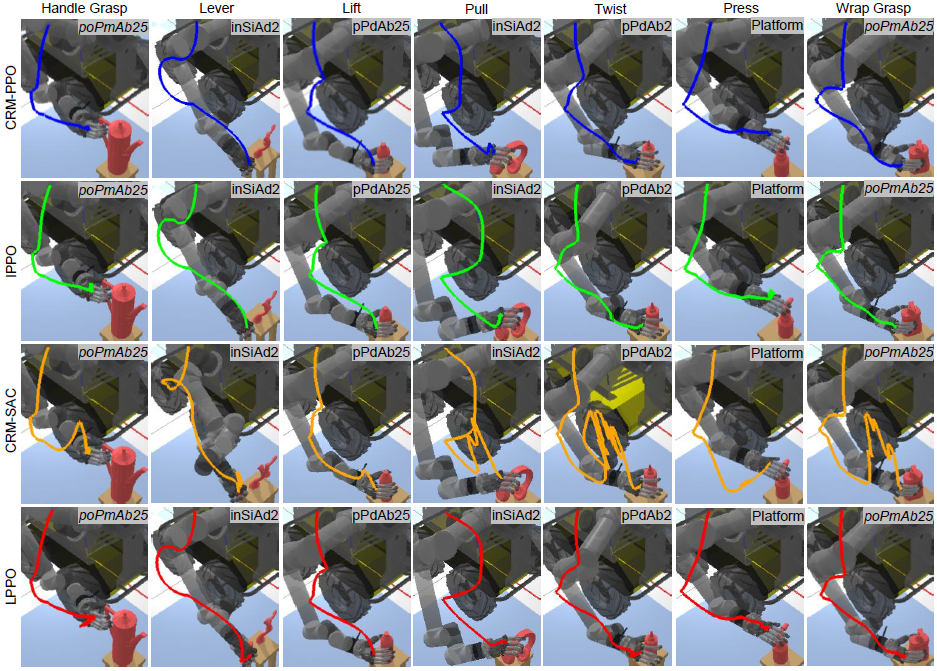 Handle Grasp Lever Lift Pull Twist Press Wrap Grasp
CRM-PPO
poPmAb25 inSiAd2 pPdAb25 inSiAd2 pPdAb2 Platform poPmAb25
IPPO
poPmAb25 inSiAd2 pPdAb25 inSiAd2 pPdAb2 Platform poPmAb25
CRM-SAC
poPmAb25 inSiAd2 pPdAb25 inSiAd2 pPdAb2 Platform poPmAb25
LPPO
poPmAb25 inSiAd2 pPdAb25 inSiAd2 pPdAb2 Platform poPmAb25